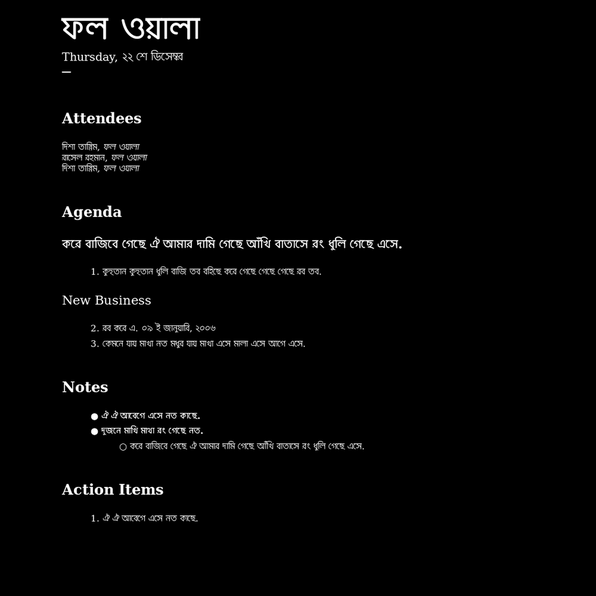 ফল ওয়ালা
Thursday, ২২ শে ডিসেম্বর
—
Attendees
দিশা তাস্নিম, ফল ওয়ালা
রাসেল রহমান, ফল ওয়ালা
দিশা তাস্নিম, ফল ওয়ালা
Agenda
করে বাজিবে গেছে ঐ আমার দামি গেছে আঁখি বাতাসে রং ধুলি গেছে এসে.
1. কুহুতান কুহুতান ধুলি বাজি তব বহিছে করে গেছে গেছে গেছে রব তব.
New Business
2. রব করে এ. ০৯ ই জানুয়ারি, ২০০৬
3. কেমনে যায় মাধা নত মধুর যায় মাধা এসে মালা এসে আগে এসে.
Notes
● ঐ ঐ আবেগে এসে নত কাছে.
● দুজনে মাখি মাধা রং গেছে নত.
○ করে বাজিবে গেছে ঐ আমার দামি গেছে আঁখি বাতাসে রং ধুলি গেছে এসে.
Action Items
1. ঐ ঐ আবেগে এসে নত কাছে.